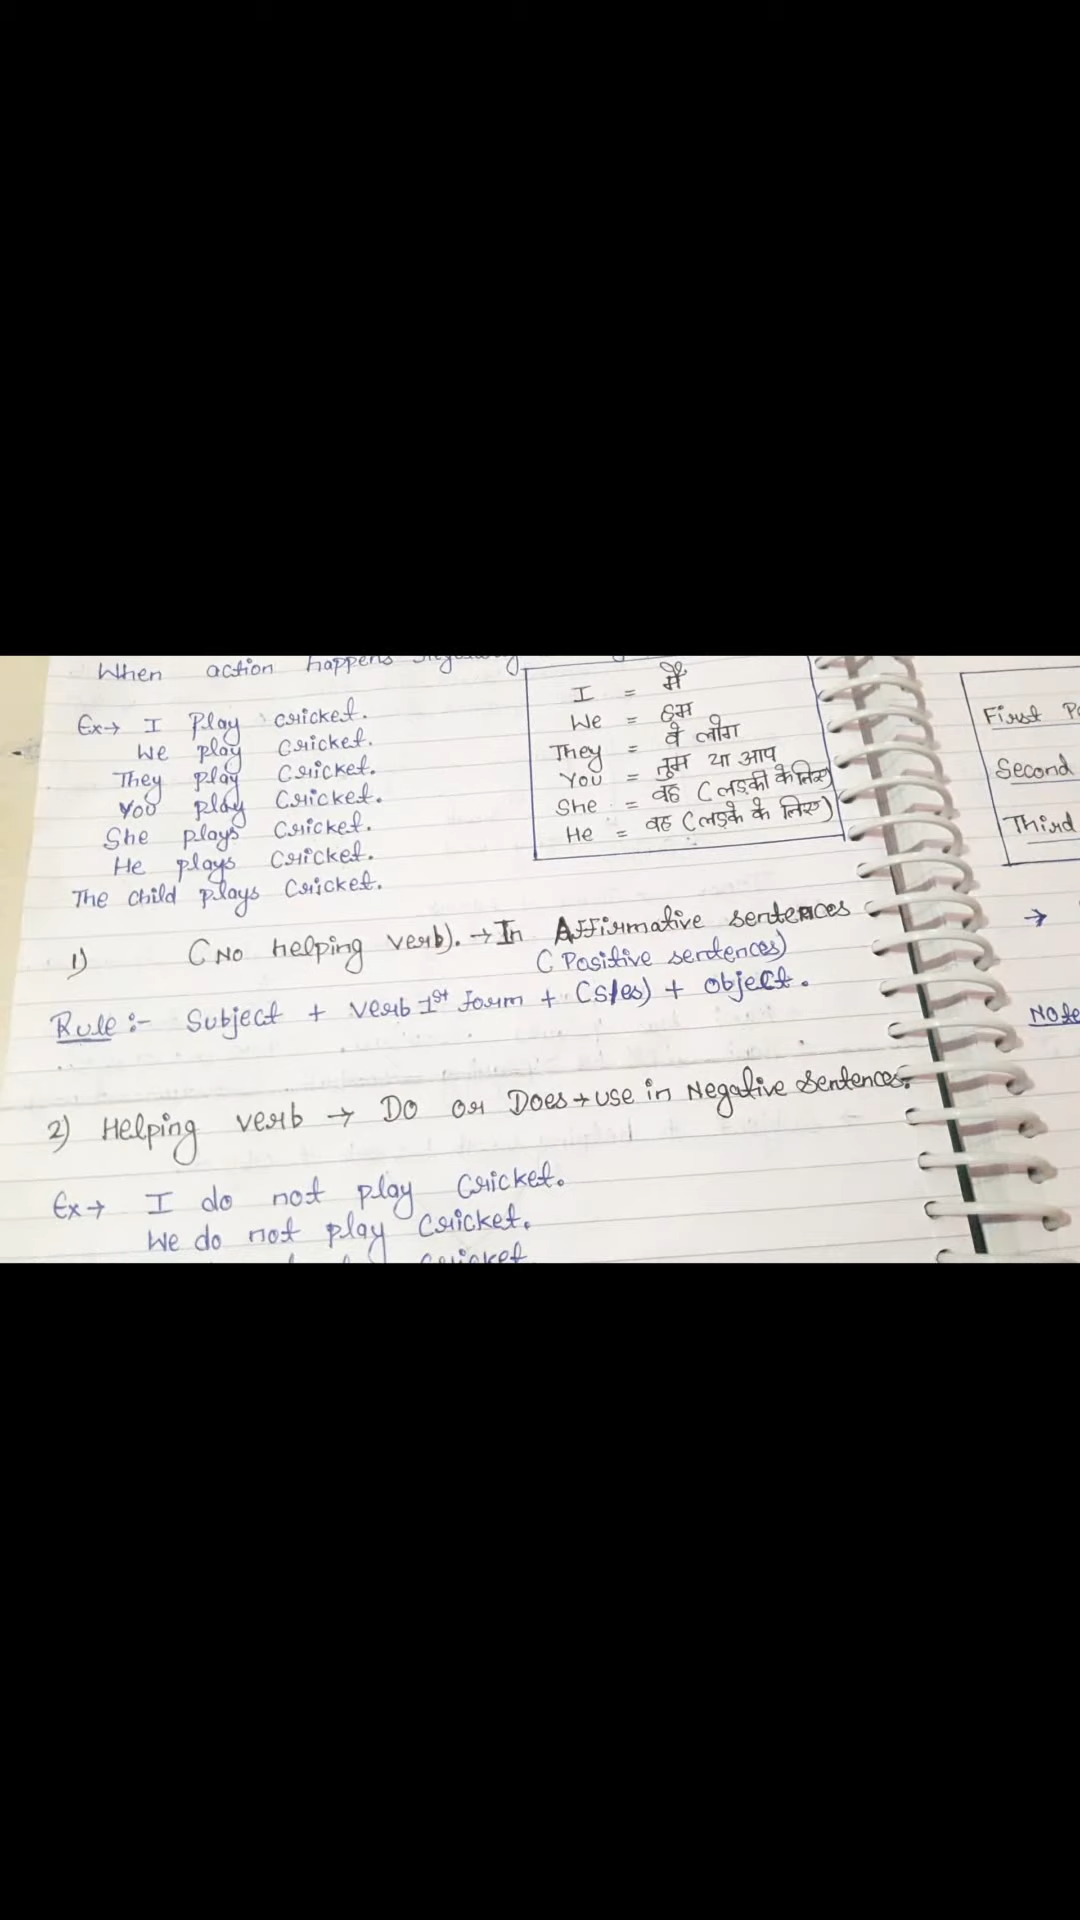 When action happens
Ex→ I Play cricket.
We play cricket.
They play cricket.
You play cricket.
She plays cricket.
He plays cricket.
The child plays cricket.
I = मैं
We = हम
They = वे लोग
You = तुम या आप
She = वह (लड़की के लिए)
He = वह (लड़के के लिए)
1) (No helping verb). → In Affirmative sentences
(Positive sentences)
Rule :- Subject + verb 1st form + (s/es) + object.
2) Helping verb → Do or Does → use in Negative sentences.
Ex→ I do not play cricket.
We do not play cricket.
cricket
First
Second
Third
→
Note